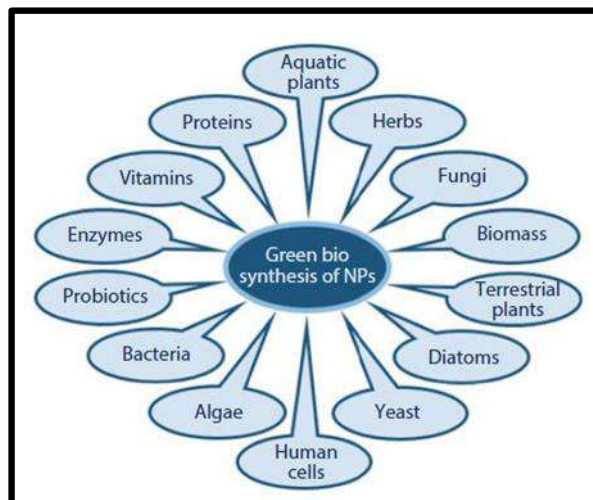 Aquatic
plants
Herbs
Fungi
Biomass
Terrestrial
plants
Diatoms
Yeast
Human
cells
Algae
Bacteria
Probiotics
Enzymes
Vitamins
Proteins
Green bio
synthesis of NPs